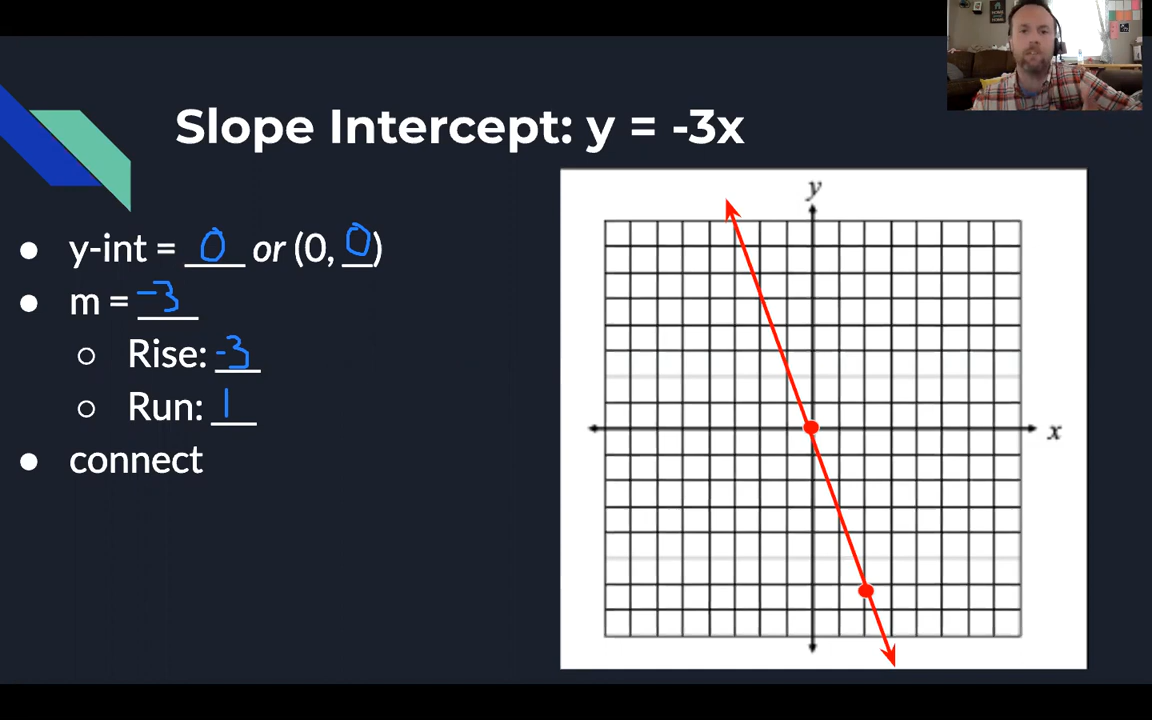 Slope Intercept: y = -3x
y-int = 0 or (0, 0)
m = -3
Rise: -3
Run: 1
connect
y
x